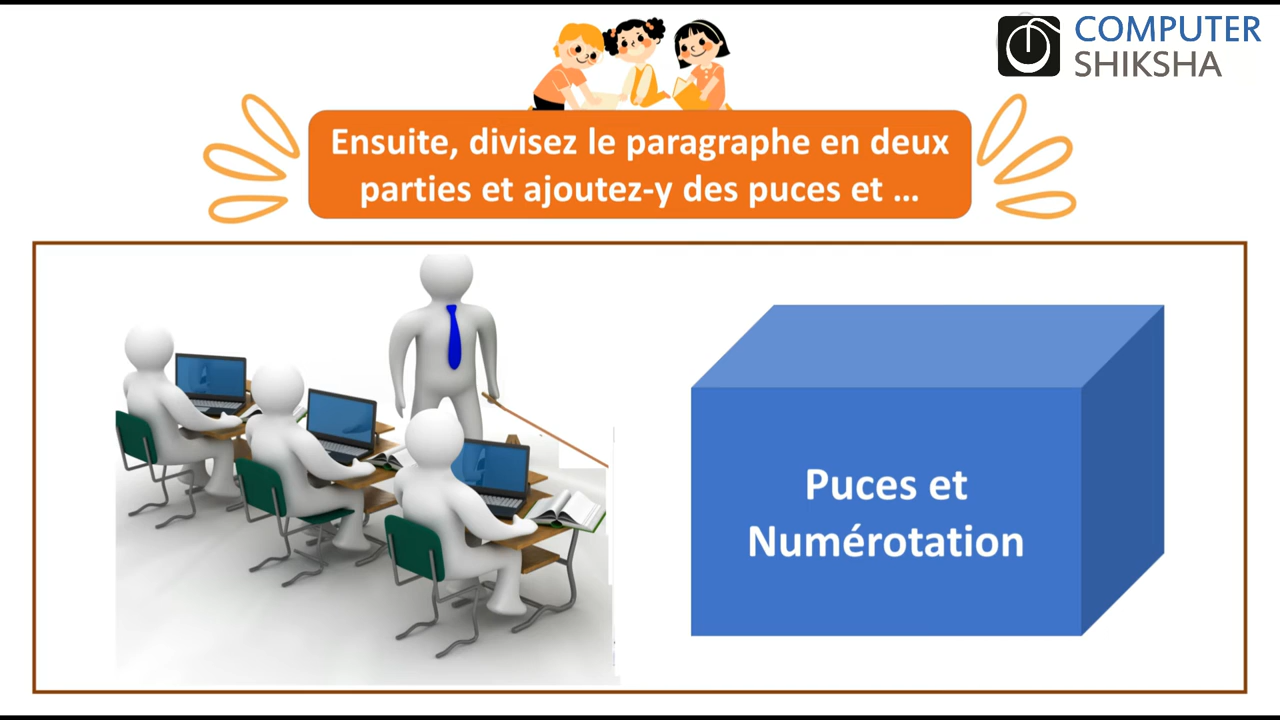 COMPUTER
SHIKSHA
Ensuite, divisez le paragraphe en deux
parties et ajoutez-y des puces et ...
Puces et
Numérotation